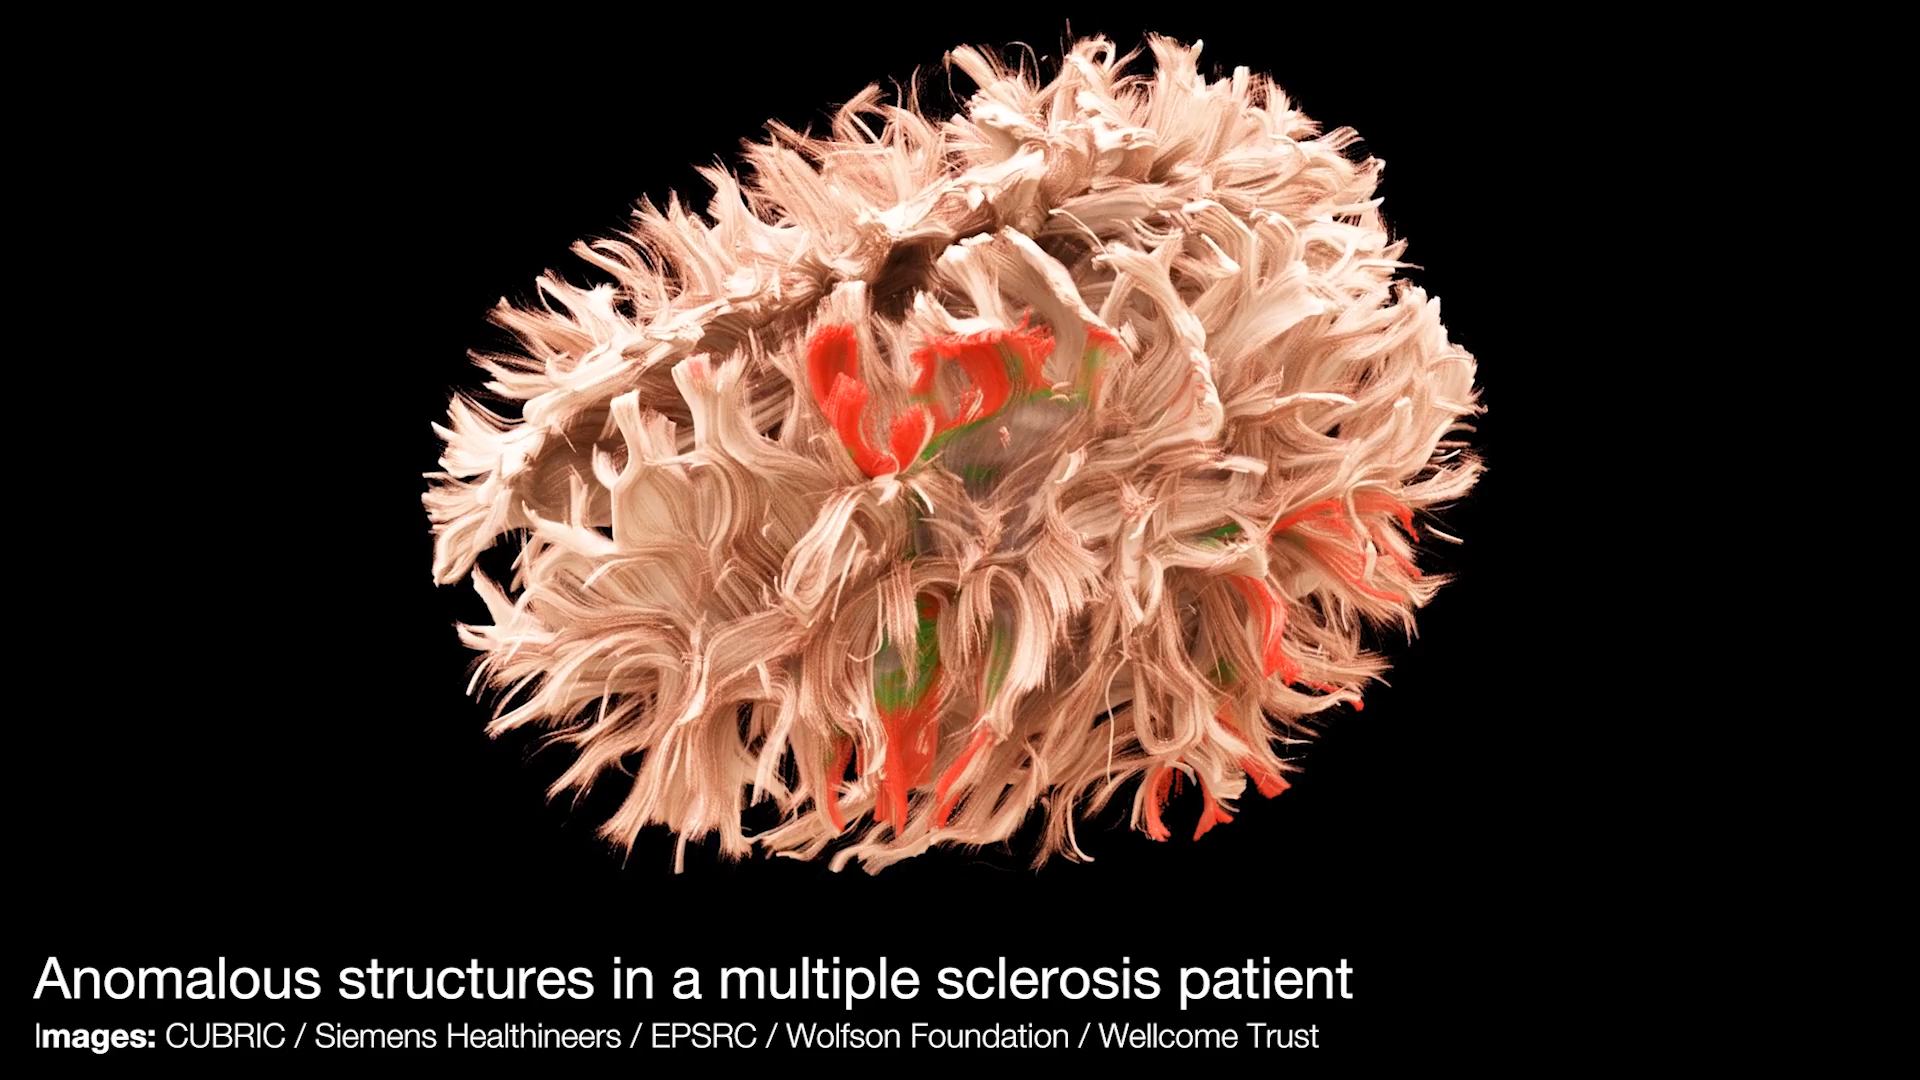 Anomalous structures in a multiple sclerosis patient
Images: CUBRIC / Siemens Healthineers / EPSRC / Wolfson Foundation / Wellcome Trust